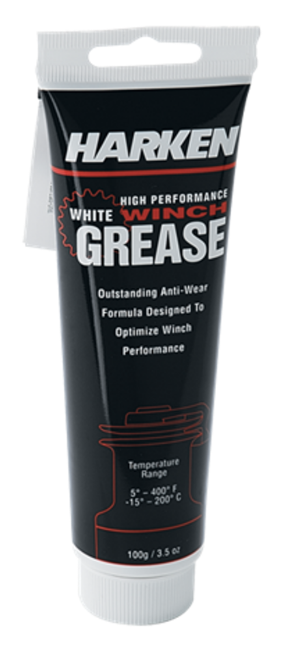 HARKEN
HIGH PERFORMANCE
WHITE WINCH
GREASE
Outstanding Anti-Wear
Formula Designed To
Optimize Winch
Performance
Temperature
Range
5° – 400° F
-15° – 200° C
100g / 3.5 oz